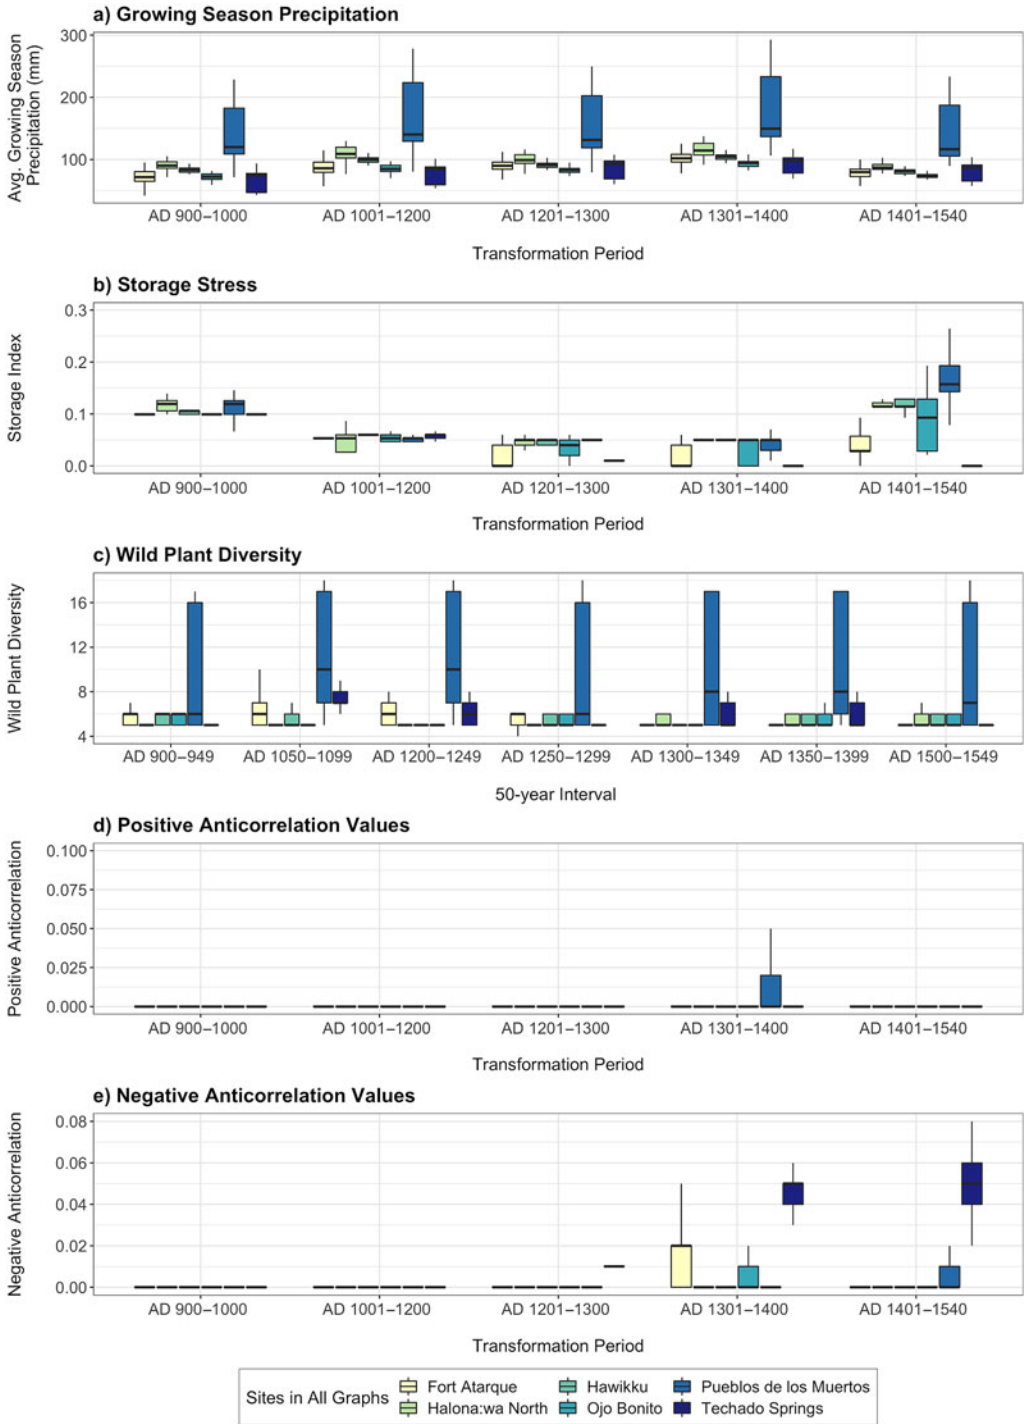 a) Growing Season Precipitation
Avg. Growing Season
Precipitation (mm)
300
200
100
AD 900–1000
AD 1001–1200
AD 1201–1300
AD 1301–1400
AD 1401–1540
Transformation Period
b) Storage Stress
Storage Index
0.3
0.2
0.1
0.0
AD 900–1000
AD 1001–1200
AD 1201–1300
AD 1301–1400
AD 1401–1540
Transformation Period
c) Wild Plant Diversity
Wild Plant Diversity
16
12
8
4
AD 900–949
AD 1050–1099
AD 1200–1249
AD 1250–1299
AD 1300–1349
AD 1350–1399
AD 1500–1549
50-year Interval
d) Positive Anticorrelation Values
Positive Anticorrelation
0.100
0.075
0.050
0.025
0.000
AD 900–1000
AD 1001–1200
AD 1201–1300
AD 1301–1400
AD 1401–1540
Transformation Period
e) Negative Anticorrelation Values
Negative Anticorrelation
0.08
0.06
0.04
0.02
0.00
AD 900–1000
AD 1001–1200
AD 1201–1300
AD 1301–1400
AD 1401–1540
Transformation Period
Sites in All Graphs
Fort Atarque
Hawikku
Pueblos de los Muertos
Halona:wa North
Ojo Bonito
Techado Springs